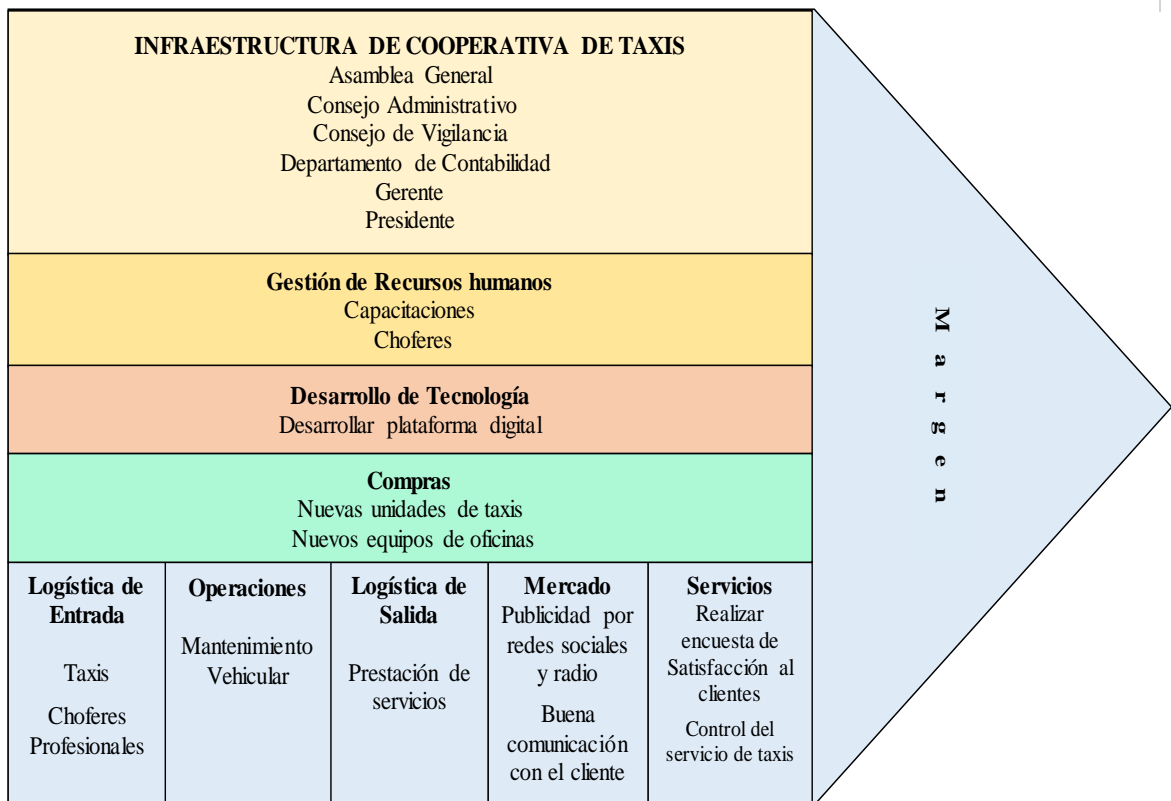 INFRAESTRUCTURA DE COOPERATIVA DE TAXIS
Asamblea General
Consejo Administrativo
Consejo de Vigilancia
Departamento de Contabilidad
Gerente
Presidente
Gestión de Recursos humanos
Capacitaciones
Choferes
Desarrollo de Tecnología
Desarrollar plataforma digital
Compras
Nuevas unidades de taxis
Nuevos equipos de oficinas
Logística de
Entrada
Taxis
Choferes
Profesionales
Operaciones
Mantenimiento
Vehicular
Logística de
Salida
Prestación de
servicios
Mercado
Publicidad por
redes sociales
y radio
Buena
comunicación
con el cliente
Servicios
Realizar
encuesta de
Satisfacción al
clientes
Control del
servicio de taxis
Margen